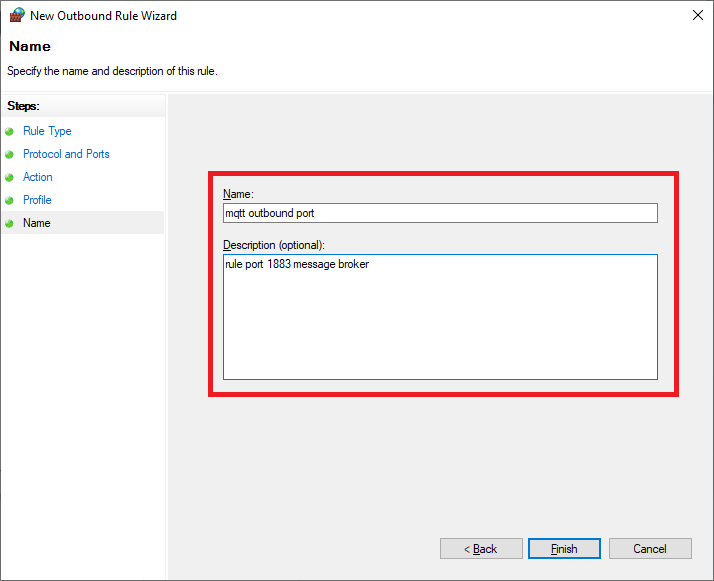 New Outbound Rule Wizard
Name
Specify the name and description of this rule.
Steps:
Rule Type
Protocol and Ports
Action
Profile
Name
Name:
mqtt outbound port
Description (optional):
rule port 1883 message broker
< Back
Finish
Cancel